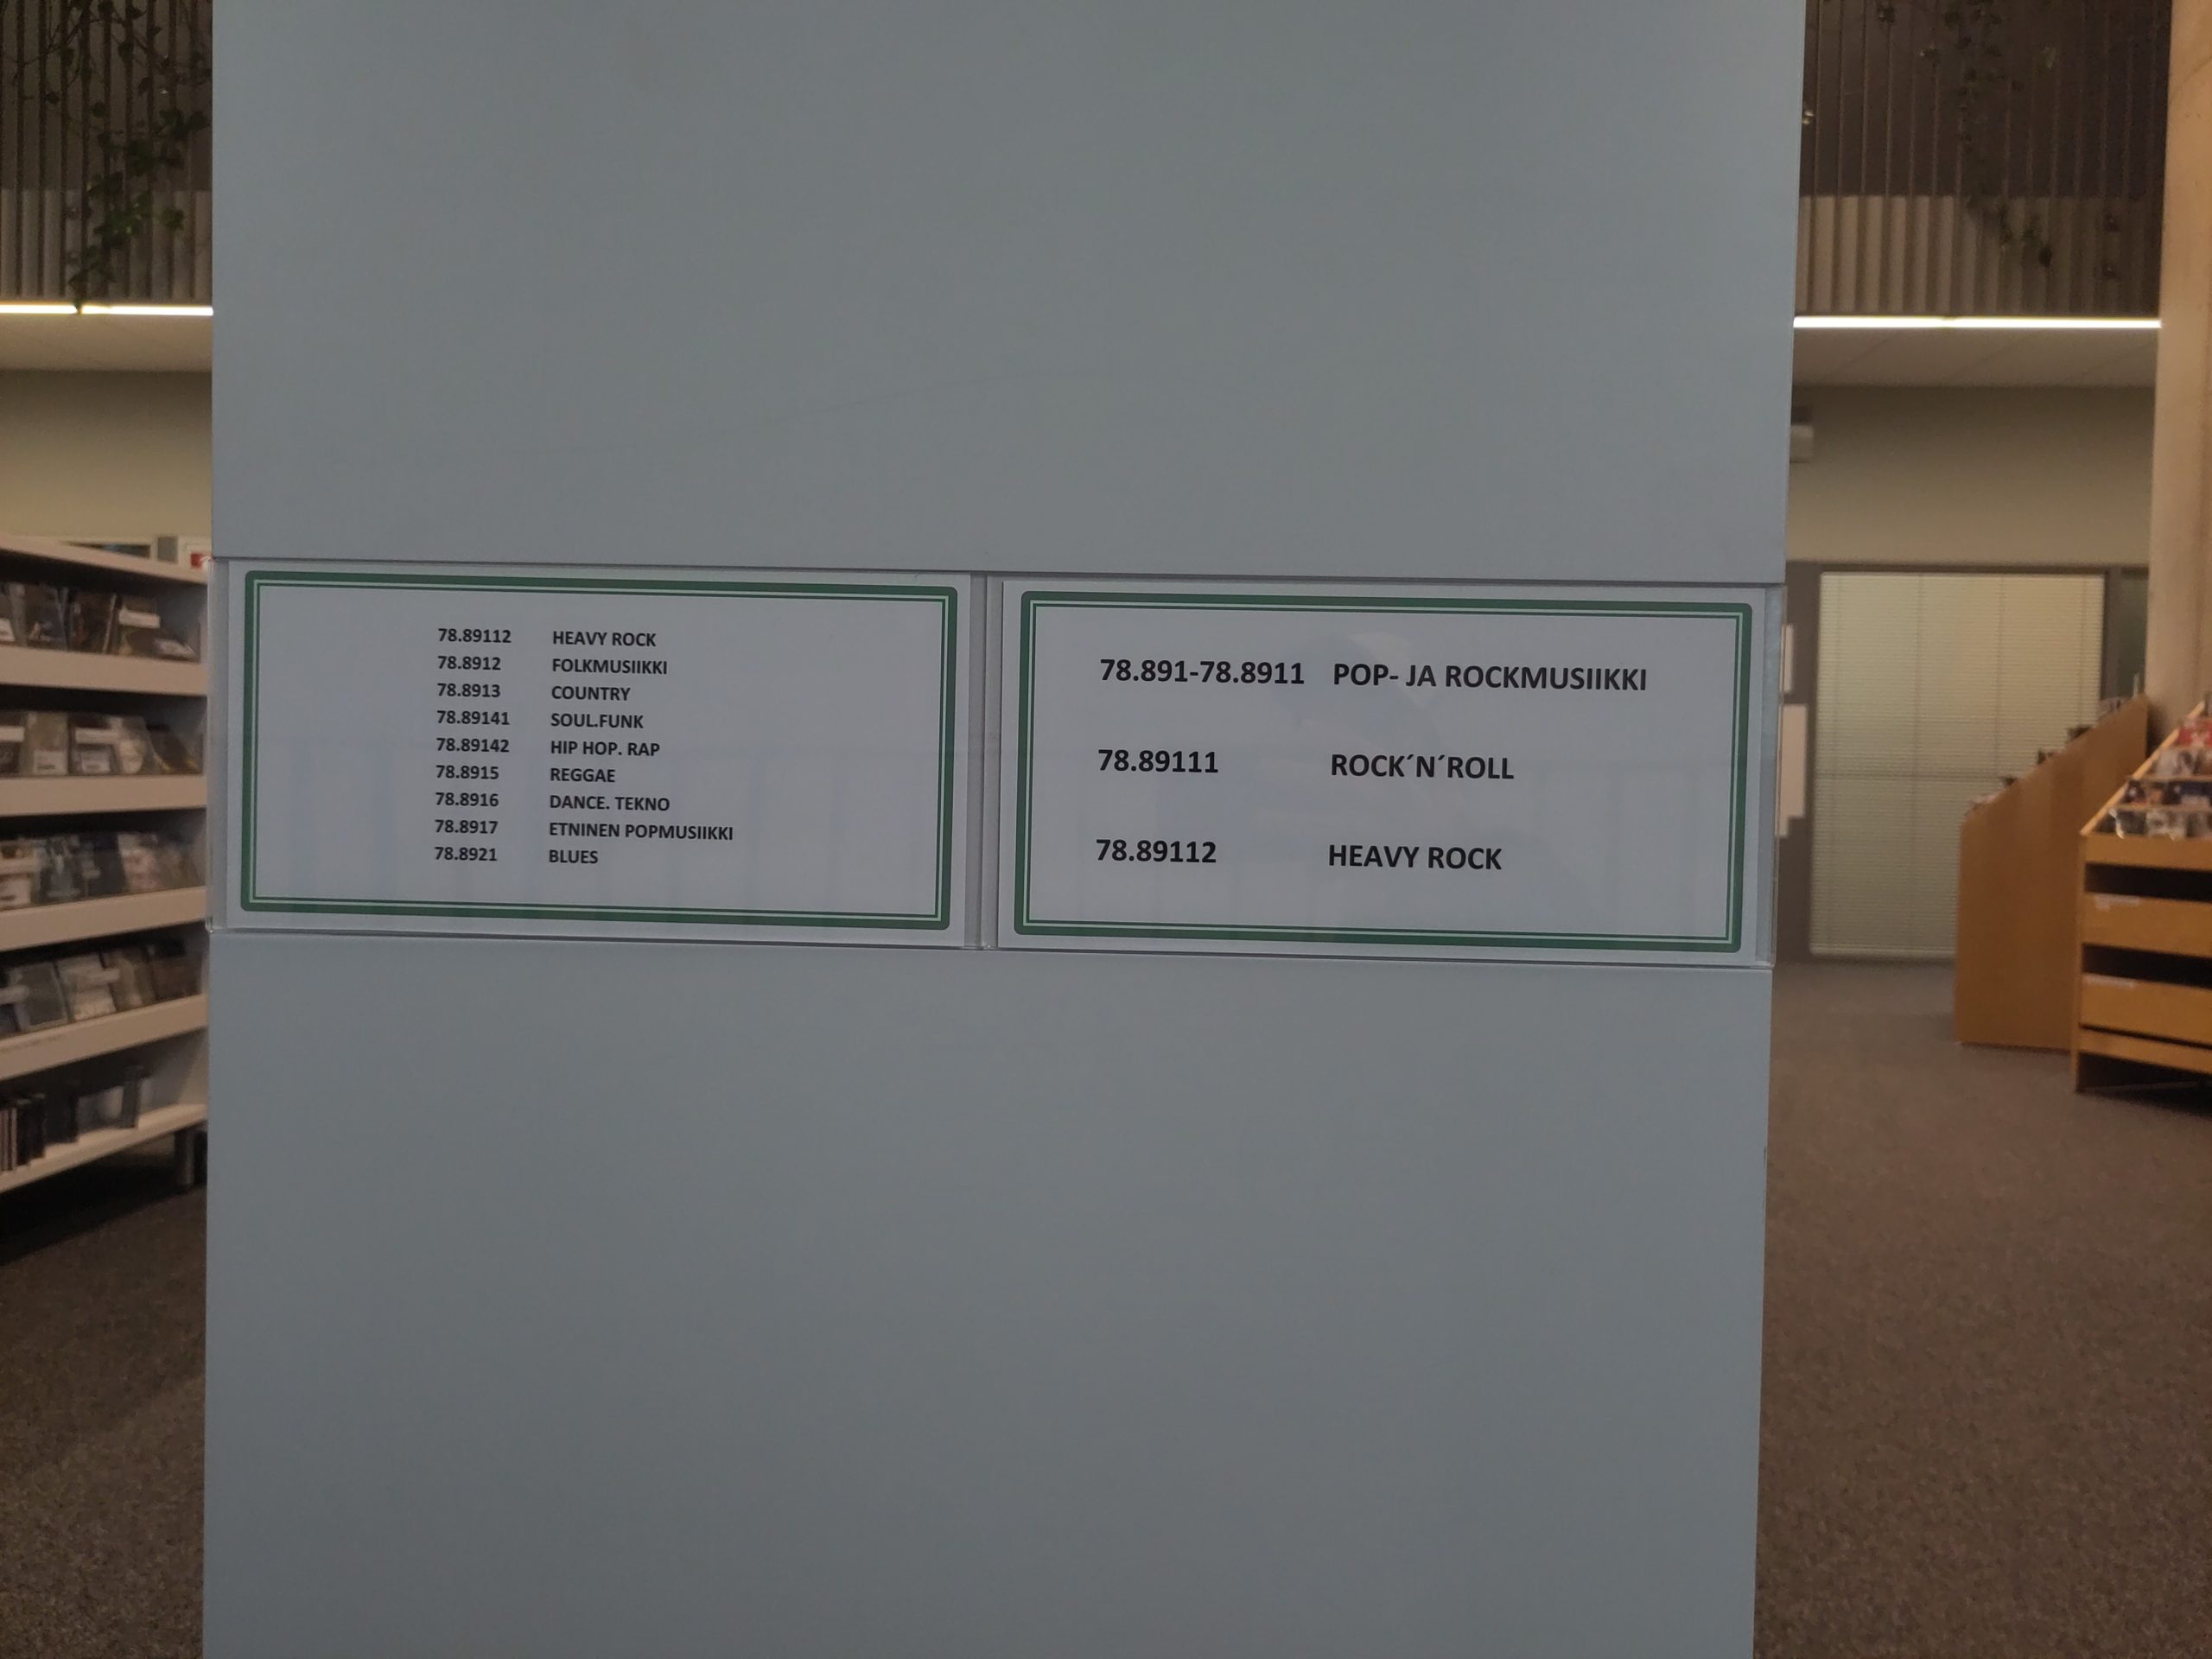 78.89112 HEAVY ROCK
78.8912 FOLKMUSIIKKI
78.8913 COUNTRY
78.89141 SOUL.FUNK
78.89142 HIP HOP. RAP
78.8915 REGGAE
78.8916 DANCE. TEKNO
78.8917 ETNINEN POPMUSIIKKI
78.8921 BLUES
78.891-78.8911 POP- JA ROCKMUSIIKKI
78.89111 ROCK´N´ROLL
78.89112 HEAVY ROCK